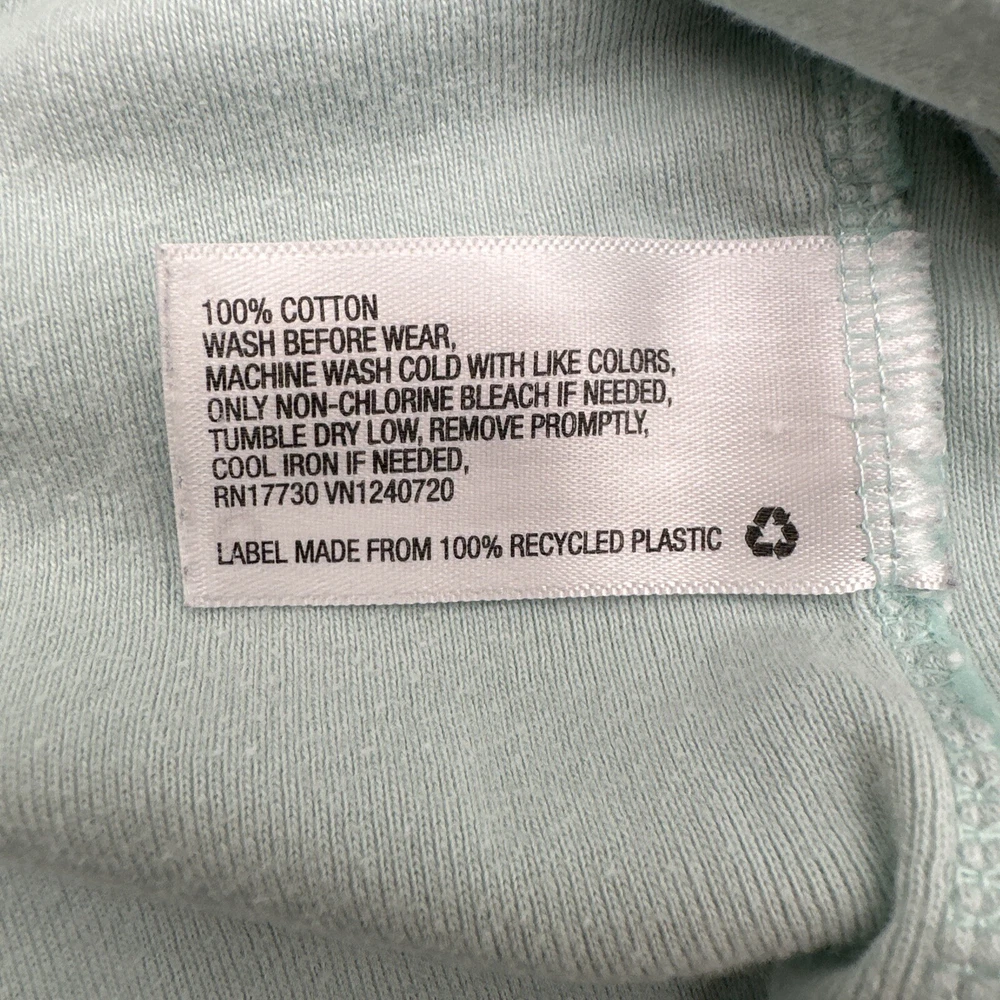 100% COTTON
WASH BEFORE WEAR,
MACHINE WASH COLD WITH LIKE COLORS,
ONLY NON-CHLORINE BLEACH IF NEEDED,
TUMBLE DRY LOW, REMOVE PROMPTLY,
COOL IRON IF NEEDED,
RN17730 VN1240720
LABEL MADE FROM 100% RECYCLED PLASTIC